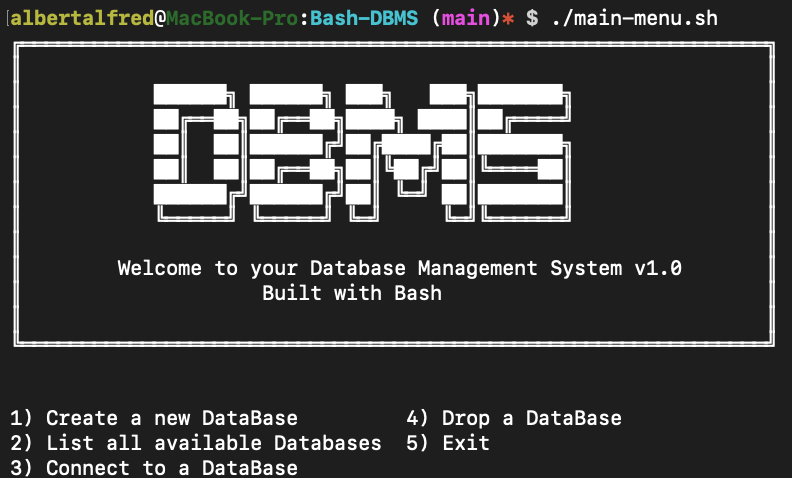 [albertalfred@MacBook-Pro:Bash-DBMS (main)* $ ./main-menu.sh
DBMS
Welcome to your Database Management System v1.0
Built with Bash
1) Create a new DataBase 4) Drop a DataBase
2) List all available Databases 5) Exit
3) Connect to a DataBase